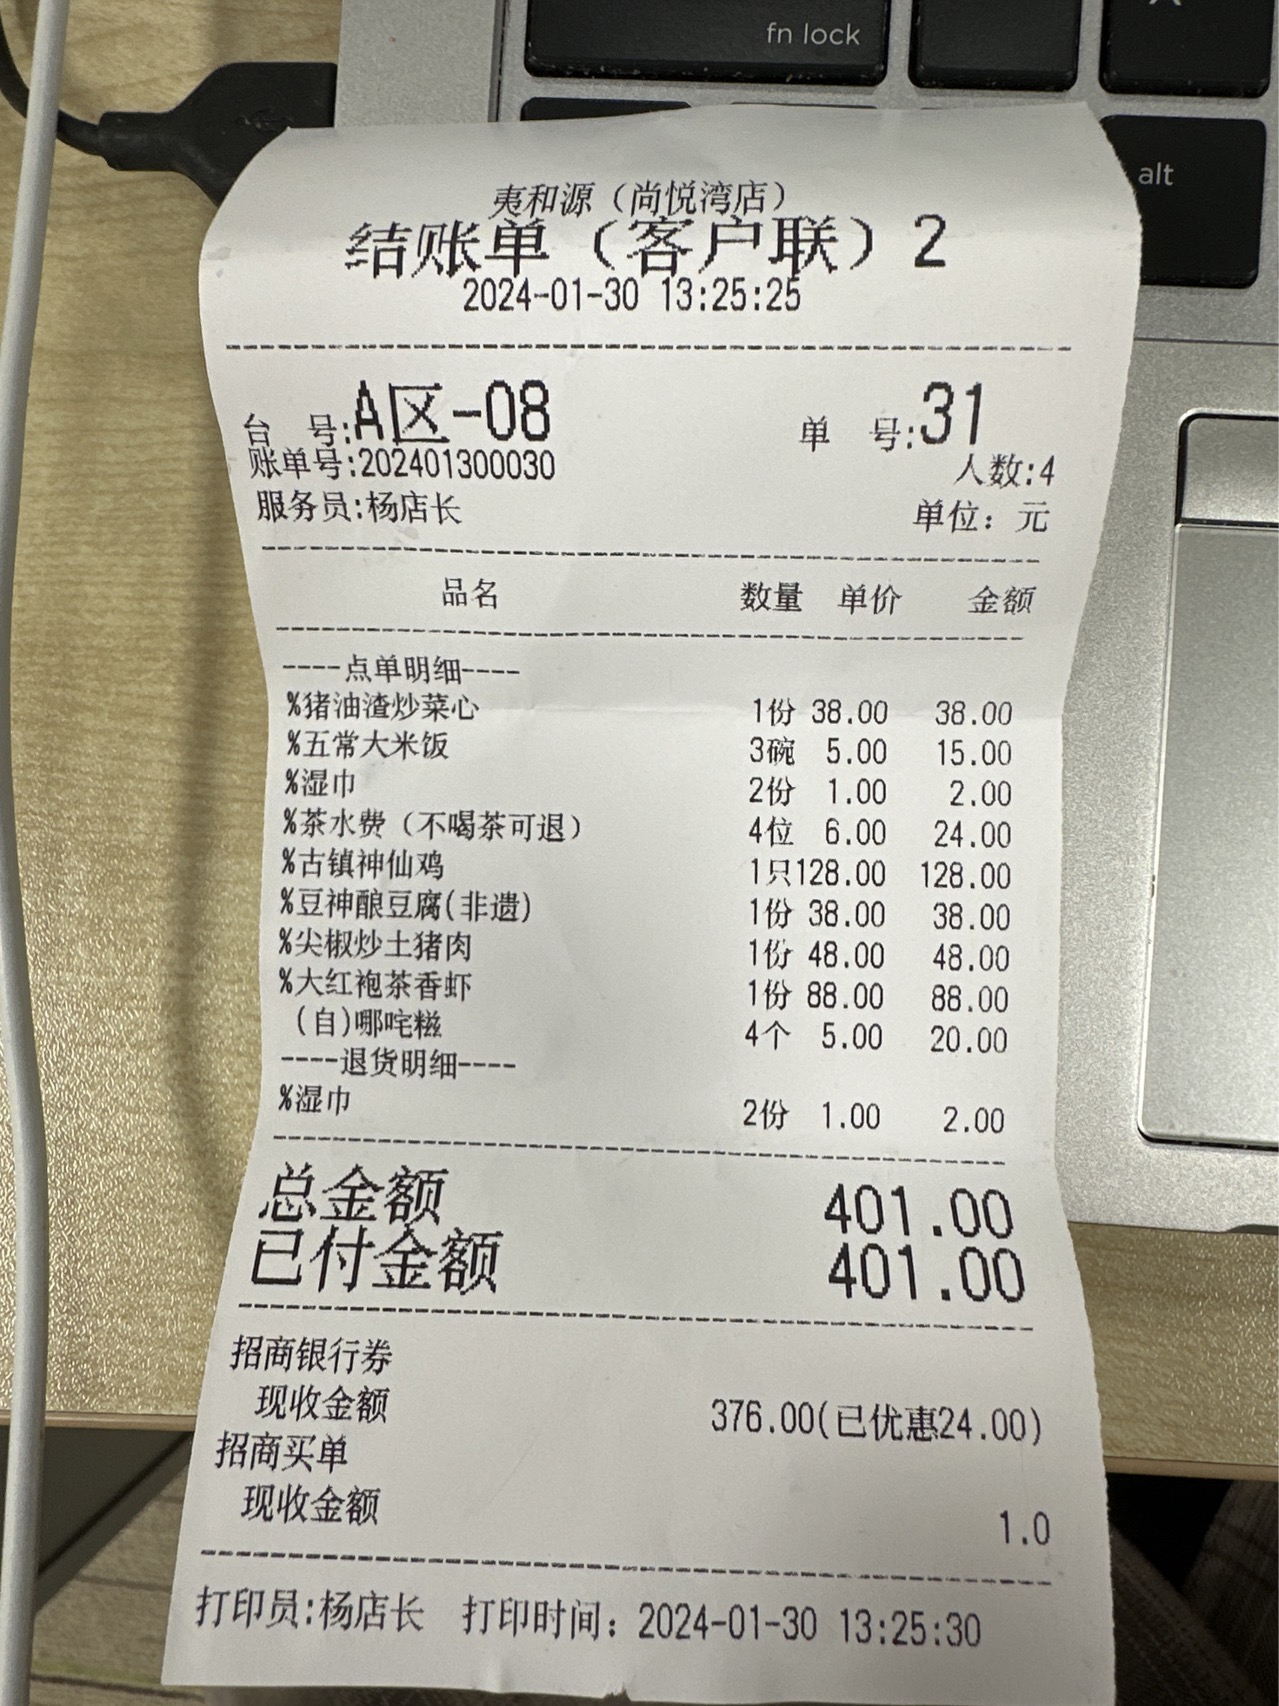 fn lock
alt
夷和源（尚悦湾店）
结账单（客户联）2
2024-01-30 13:25:25
台 号:A区-08 单 号:31
账单号:202401300030 人数:4
服务员:杨店长 单位：元
品名 数量 单价 金额
----点单明细----
%猪油渣炒菜心 1份 38.00 38.00
%五常大米饭 3碗 5.00 15.00
%湿巾 2份 1.00 2.00
%茶水费（不喝茶可退） 4位 6.00 24.00
%古镇神仙鸡 1只128.00 128.00
%豆神酿豆腐(非遗) 1份 38.00 38.00
%尖椒炒土猪肉 1份 48.00 48.00
%大红袍茶香虾 1份 88.00 88.00
(自)哪咤糍 4个 5.00 20.00
----退货明细----
%湿巾 2份 1.00 2.00
总金额 401.00
已付金额 401.00
招商银行券
现收金额 376.00(已优惠24.00)
招商买单
现收金额 1.0
打印员:杨店长 打印时间：2024-01-30 13:25:30